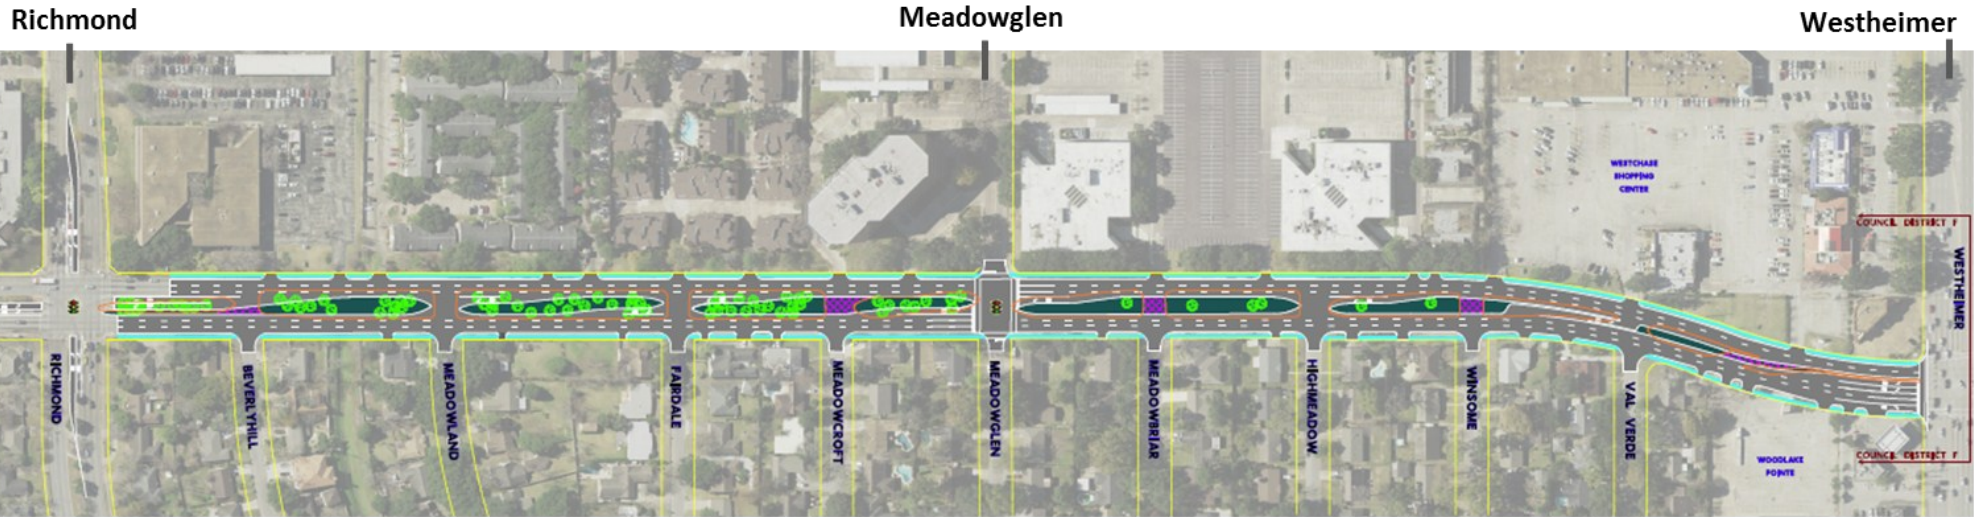 Richmond
Meadowglen
Westheimer
WESTCHASE
SHOPPING
CENTER
COUNCIL DISTRICT F
WESTHEIMER
RICHMOND
BEVERLYHILL
MEADOWLAND
FAIRDALE
MEADOWCROFT
MEADOWGLEN
MEADOWBRIAR
HIGHMEADOW
WINSOME
VAL VERDE
WOODLAKE
POINTE
COUNCIL DISTRICT F